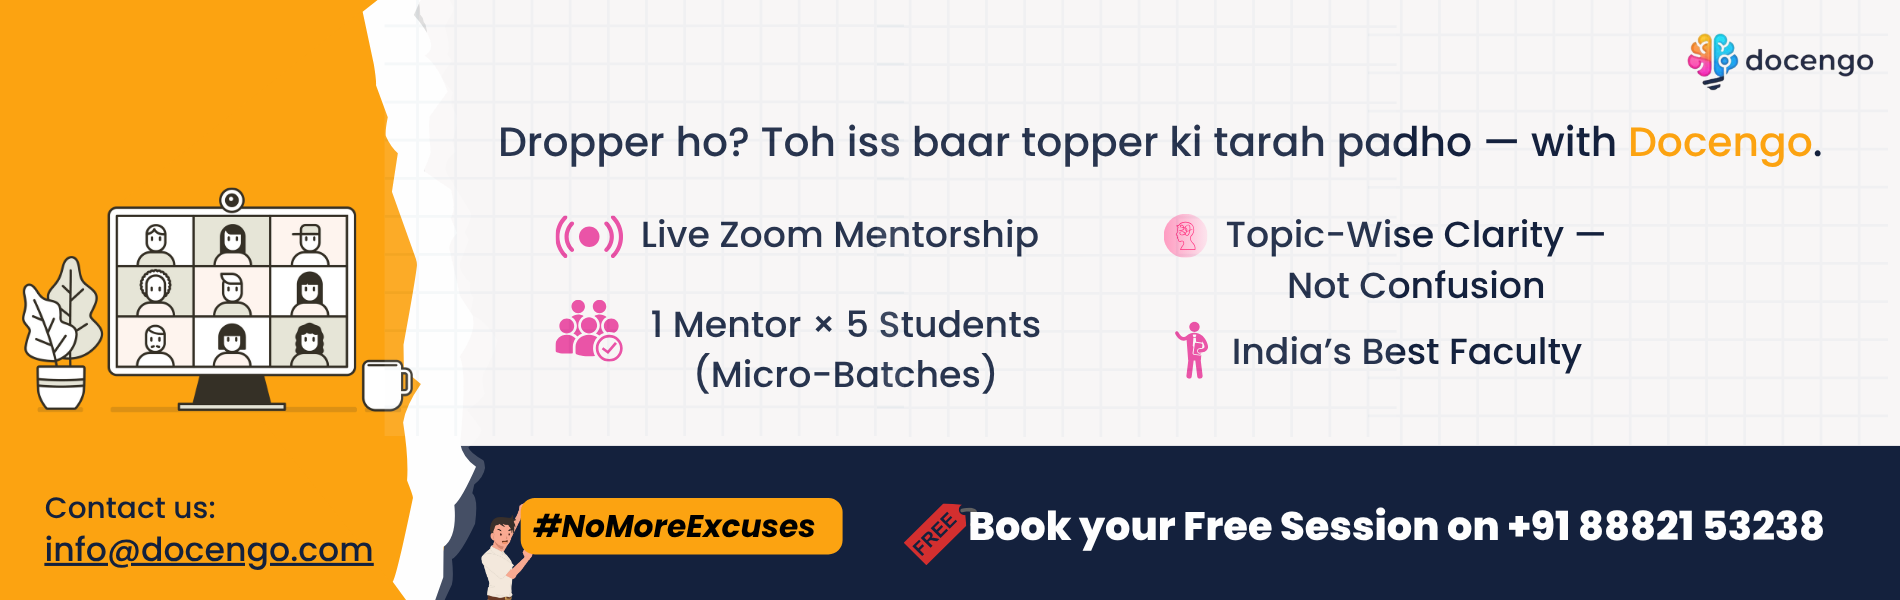 docengo
Dropper ho? Toh iss baar topper ki tarah padho — with Docengo.
Live Zoom Mentorship
1 Mentor × 5 Students
(Micro-Batches)
Topic-Wise Clarity —
Not Confusion
India's Best Faculty
Contact us:
info@docengo.com
#NoMoreExcuses
FREE
Book your Free Session on +91 88821 53238